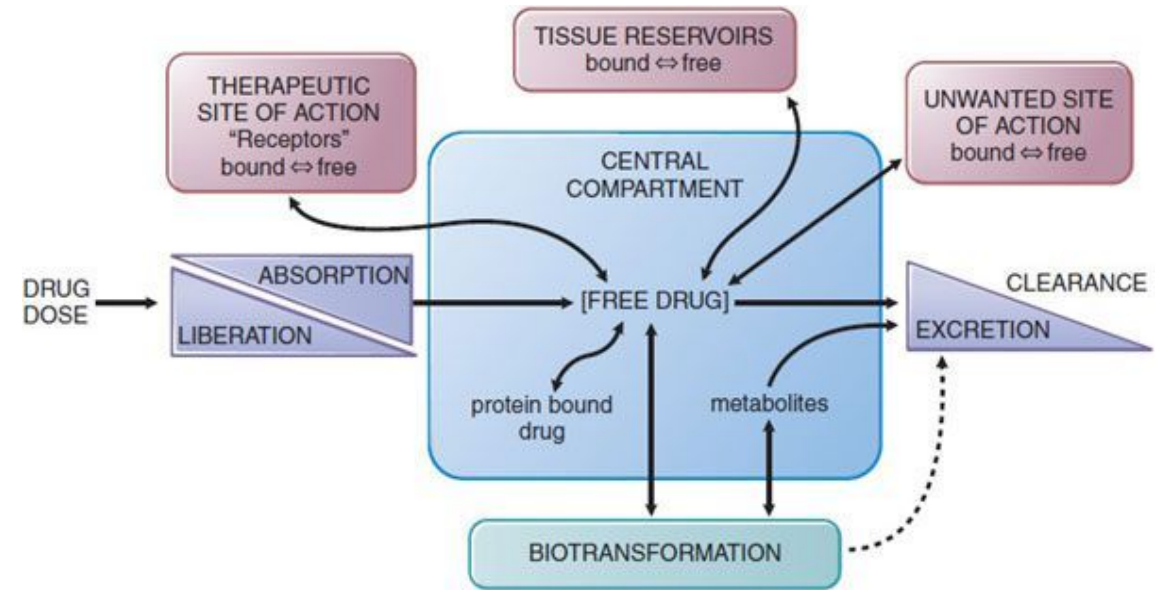 TISSUE RESERVOIRS
bound ⇔ free
THERAPEUTIC
SITE OF ACTION
“Receptors”
bound ⇔ free
UNWANTED SITE
OF ACTION
bound ⇔ free
CENTRAL
COMPARTMENT
DRUG
DOSE
ABSORPTION
LIBERATION
[FREE DRUG]
CLEARANCE
EXCRETION
protein bound
drug
metabolites
BIOTRANSFORMATION